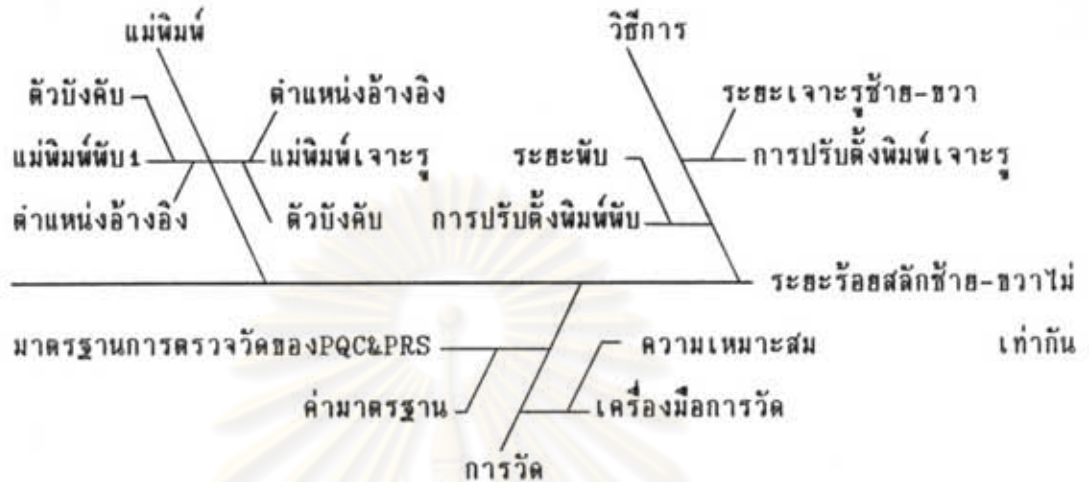 แม่พิมพ์ วิธีการ
ตัวบังคับ ตำแหน่งอ้างอิง ระยะเจาะรูซ้าย-ขวา
แม่พิมพ์พับ1 แม่พิมพ์เจาะรู ระยะพับ การปรับตั้งพิมพ์เจาะรู
ตำแหน่งอ้างอิง ตัวบังคับ การปรับตั้งพิมพ์พับ
ระยะร้อยสลักซ้าย-ขวาไม่
มาตรฐานการตรวจวัดของPQC&PRS ความเหมาะสม เท่ากัน
ค่ามาตรฐาน เครื่องมือการวัด
การวัด